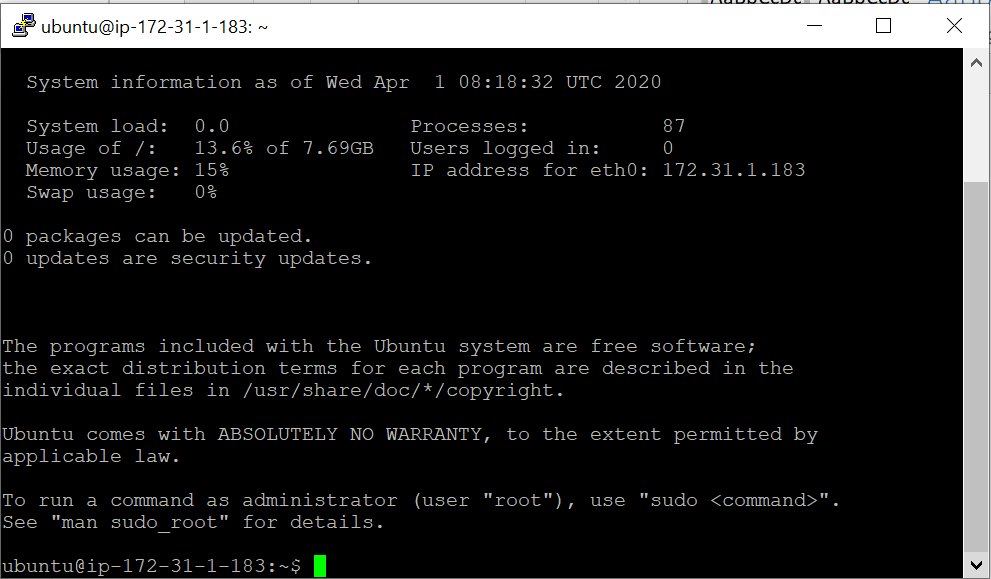 ubuntu@ip-172-31-1-183: ~
System information as of Wed Apr  1 08:18:32 UTC 2020
System load:  0.0               Processes:           87
Usage of /:   13.6% of 7.69GB   Users logged in:     0
Memory usage: 15%               IP address for eth0: 172.31.1.183
Swap usage:   0%
0 packages can be updated.
0 updates are security updates.
The programs included with the Ubuntu system are free software;
the exact distribution terms for each program are described in the
individual files in /usr/share/doc/*/copyright.
Ubuntu comes with ABSOLUTELY NO WARRANTY, to the extent permitted by
applicable law.
To run a command as administrator (user "root"), use "sudo <command>".
See "man sudo_root" for details.
ubuntu@ip-172-31-1-183:~$